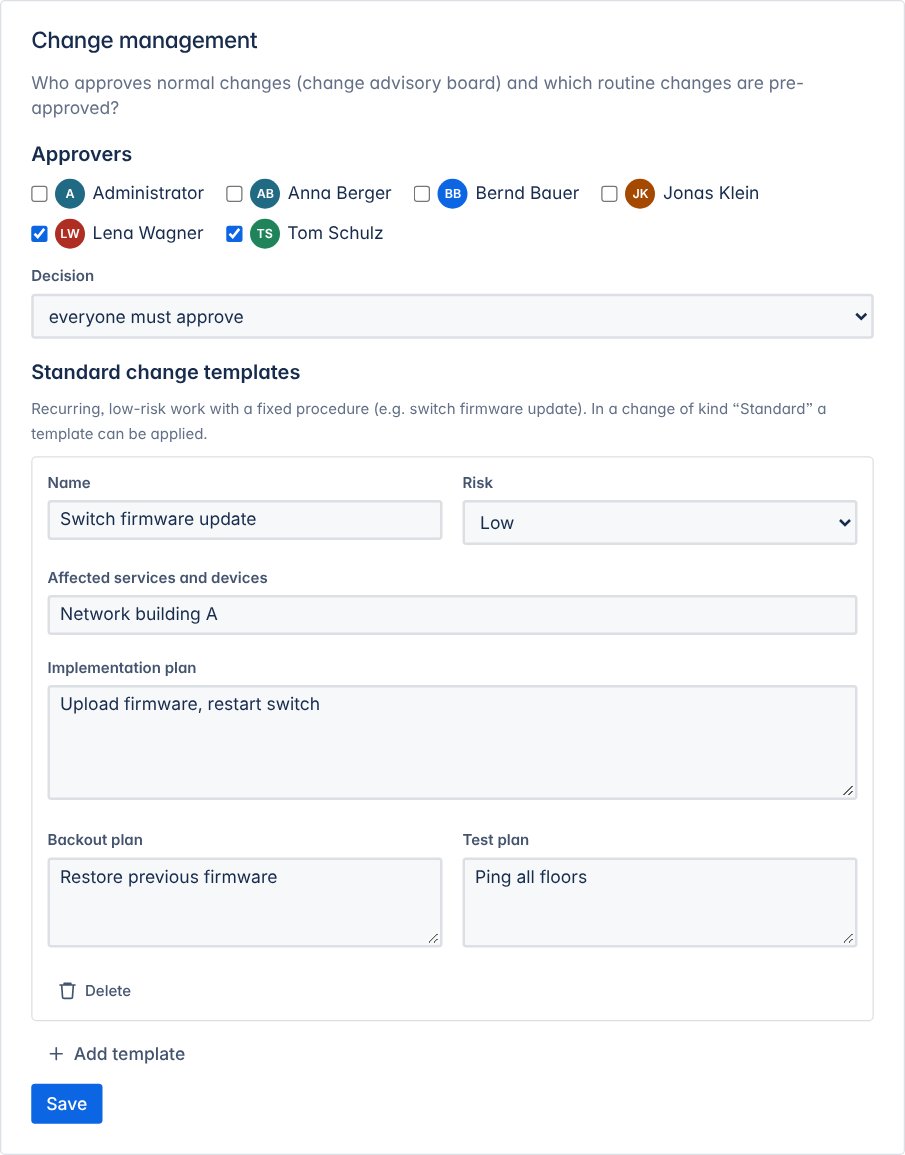 Change management
Who approves normal changes (change advisory board) and which routine changes are pre-
approved?
Approvers
A Administrator AB Anna Berger BB Bernd Bauer JK Jonas Klein
LW Lena Wagner TS Tom Schulz
Decision
everyone must approve
Standard change templates
Recurring, low-risk work with a fixed procedure (e.g. switch firmware update). In a change of kind “Standard” a
template can be applied.
Name Risk
Switch firmware update Low
Affected services and devices
Network building A
Implementation plan
Upload firmware, restart switch
Backout plan Test plan
Restore previous firmware Ping all floors
Delete
+ Add template
Save